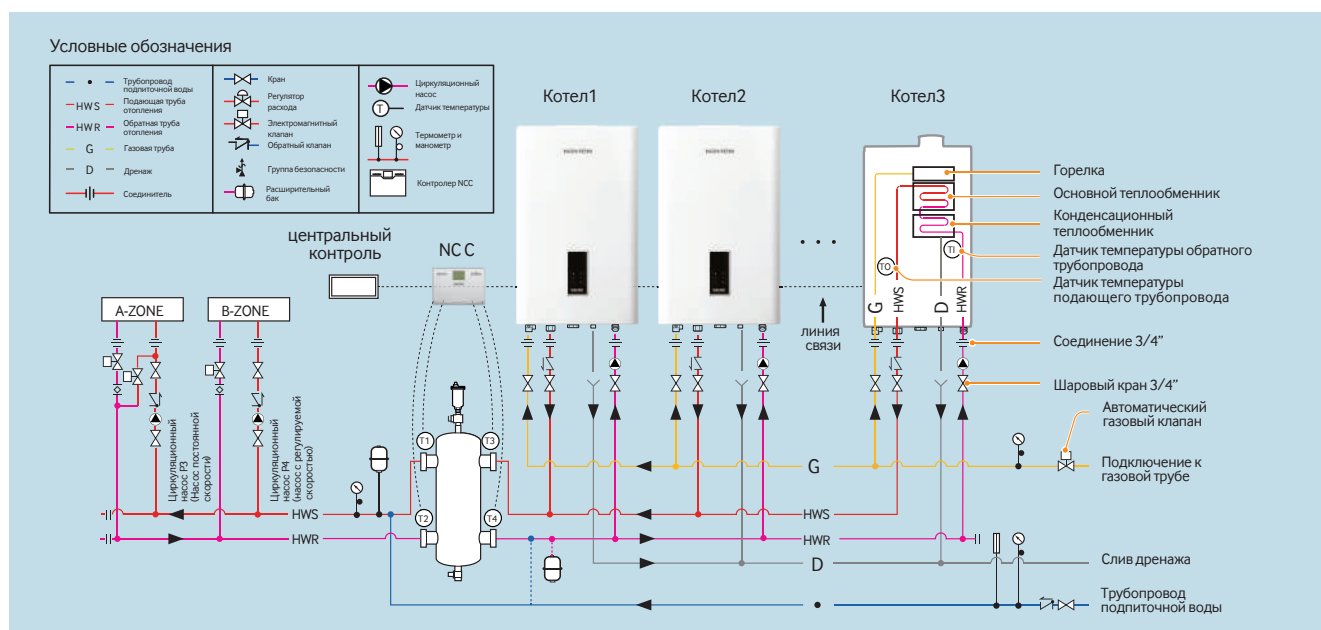 Условные обозначения
Трубопровод
подпиточной воды
HWS
Подающая труба
отопления
HWR
Обратная труба
отопления
G
Газовая труба
D
Дренаж
Соединитель
Кран
Регулятор
расхода
Электромагнитный
клапан
Обратный клапан
Группа безопасности
Расширительный
бак
Циркуляционный
насос
T
Датчик температуры
Термометр и
манометр
Контролер NCC
Котел1
Котел2
Котел3
центральный
контроль
NC C
линия
связи
TO
TI
G
HWS
D
HWR
Горелка
Основной теплообменник
Конденсационный
теплообменник
Датчик температуры обратного
трубопровода
Датчик температуры
подающего трубопровода
Соединение 3/4”
Шаровый кран 3/4”
Автоматический
газовый клапан
Подключение к
газовой трубе
Слив дренажа
Трубопровод
подпиточной воды
A-ZONE
B-ZONE
Циркуляционный
насос P3
(Насос постоянной
скорости)
Циркуляционный
насос P4
(насос с регулируемой
скоростью)
T1
T3
T2
T4
G
HWS
HWS
HWR
HWR
D